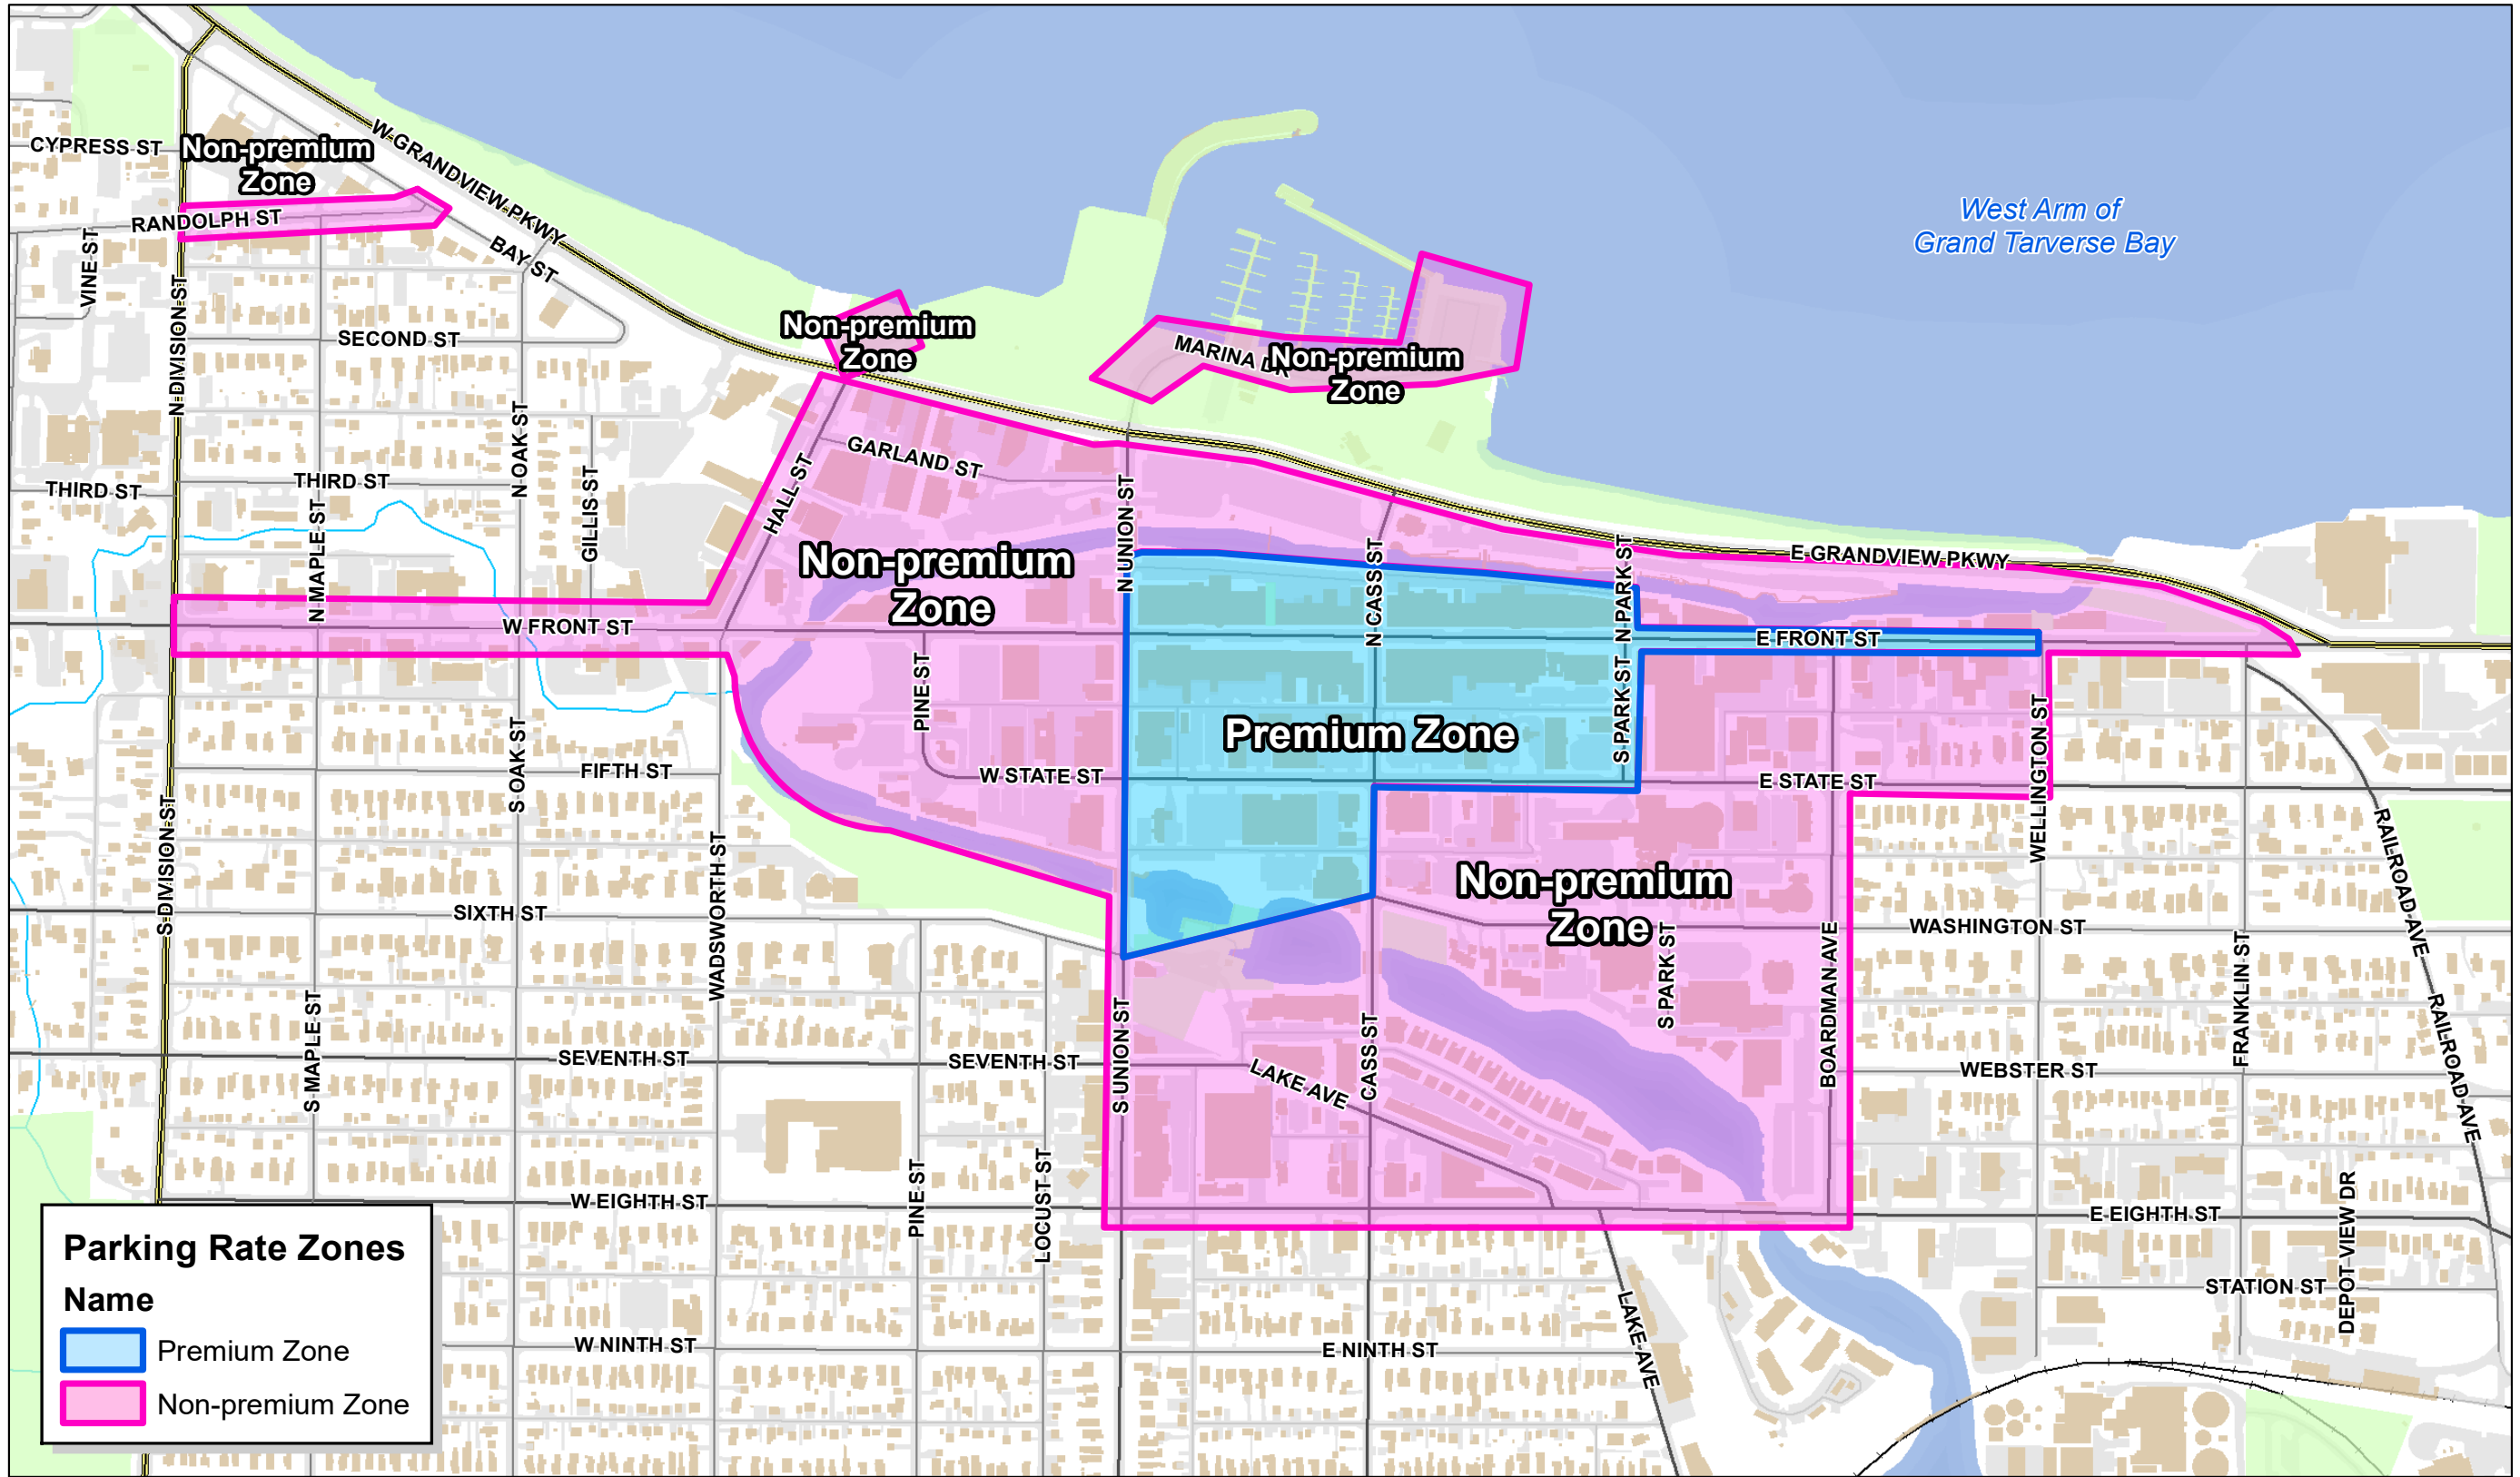 CYPRESS ST
Non-premium
Zone
W GRANDVIEW PKWY
RANDOLPH ST
VINE ST
BAY ST
N DIVISION ST
SECOND ST
West Arm of
Grand Tarverse Bay
Non-premium
Zone
MARINA DR
Non-premium
Zone
GARLAND ST
HALL ST
N OAK ST
GILLIS ST
THIRD ST
THIRD ST
N MAPLE ST
N UNION ST
N CASS ST
N PARK ST
E GRANDVIEW PKWY
Non-premium
Zone
W FRONT ST
E FRONT ST
PINE ST
S PARK ST
Premium Zone
WELLINGTON ST
W STATE ST
E STATE ST
FIFTH ST
S OAK ST
S DIVISION ST
WADSWORTH ST
RAILROAD AVE
Non-premium
Zone
SIXTH ST
WASHINGTON ST
S PARK ST
BOARDMAN AVE
FRANKLIN ST
S MAPLE ST
S UNION ST
CASS ST
SEVENTH ST
SEVENTH ST
LAKE AVE
WEBSTER ST
RAILROAD AVE
W EIGHTH ST
PINE ST
LOCUST ST
E EIGHTH ST
DEPOT VIEW DR
STATION ST
LAKE AVE
W NINTH ST
E NINTH ST
Parking Rate Zones
Name
Premium Zone
Non-premium Zone